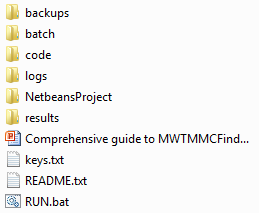 backups
batch
code
logs
NetbeansProject
results
Comprehensive guide to MWTMMCFind...
keys.txt
README.txt
RUN.bat